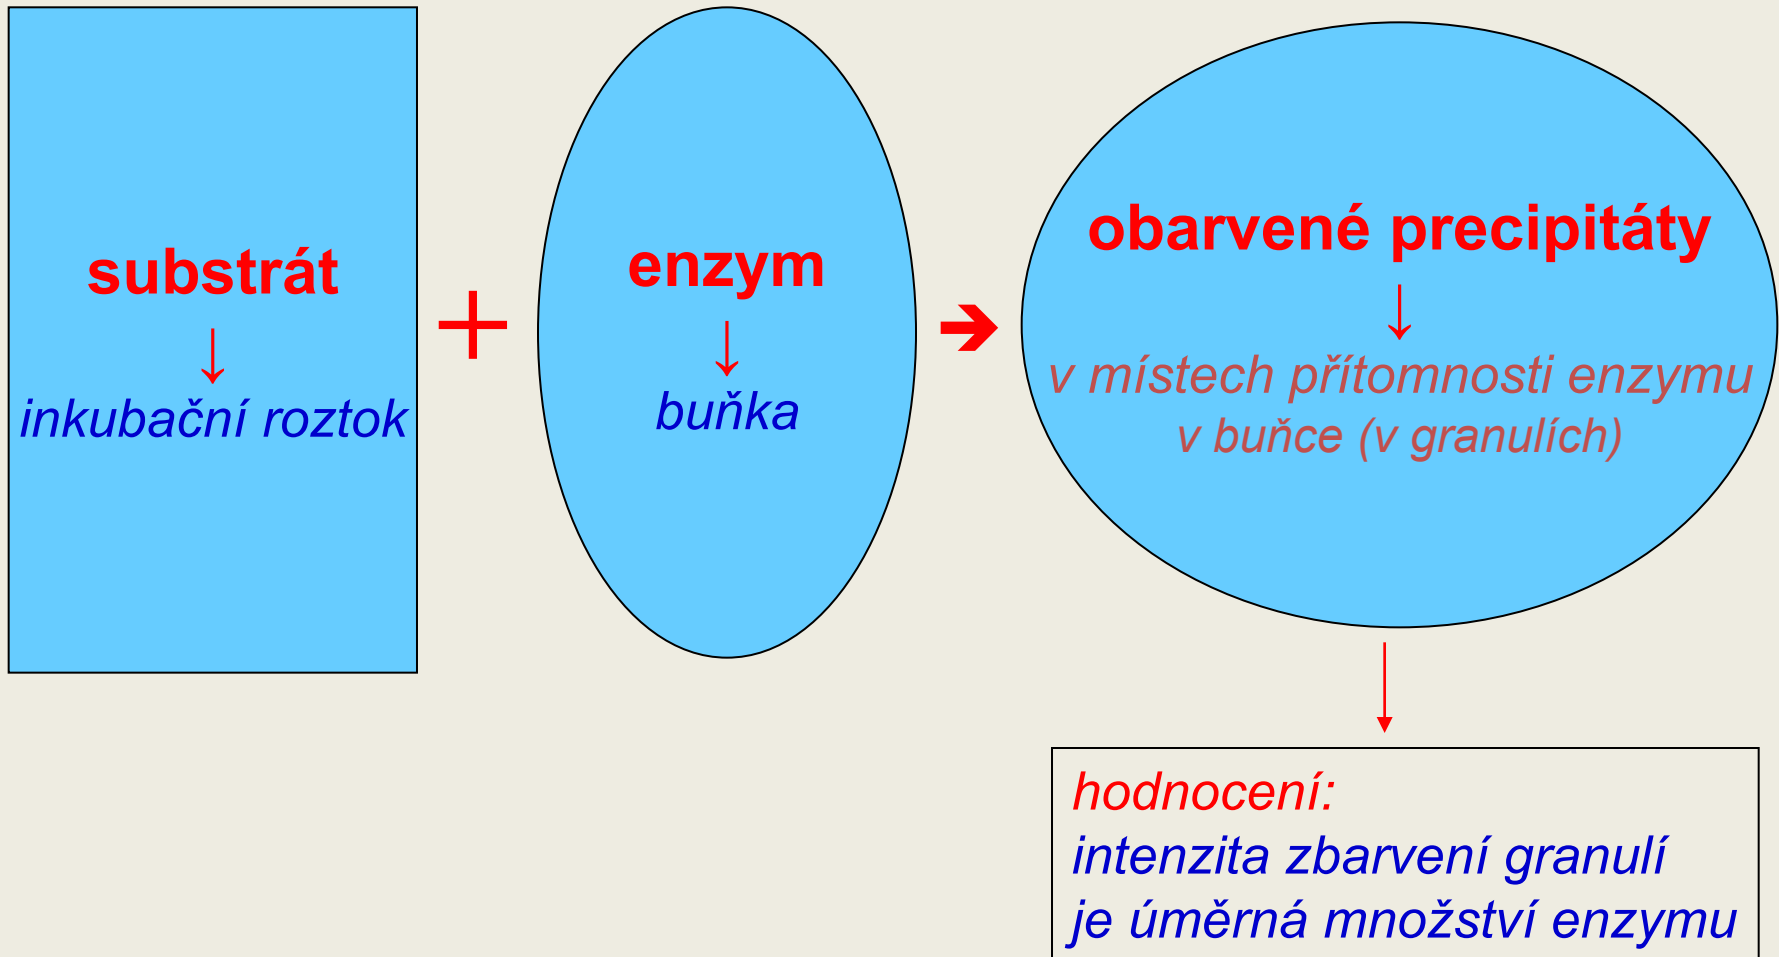 substrát
↓
inkubační roztok
+
enzym
↓
buňka
➔
obarvené precipitáty
↓
v místech přítomnosti enzymu
v buňce (v granulích)
hodnocení:
intenzita zbarvení granulí
je úměrná množství enzymu